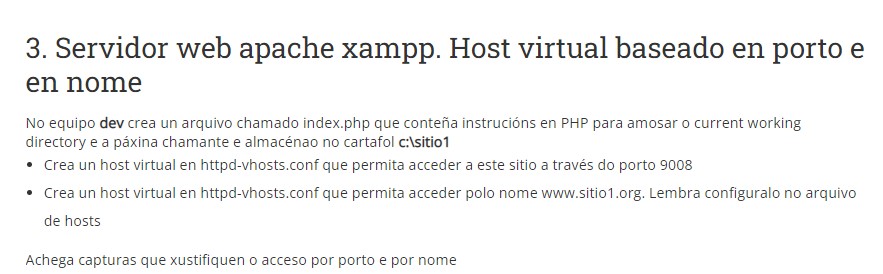 3. Servidor web apache xampp. Host virtual baseado en porto e
en nome
No equipo dev crea un arquivo chamado index.php que conteña instrucións en PHP para amosar o current working
directory e a páxina chamante e almacénao no cartafol c:\sitio1
• Crea un host virtual en httpd-vhosts.conf que permita acceder a este sitio a través do porto 9008
• Crea un host virtual en httpd-vhosts.conf que permita acceder polo nome www.sitio1.org. Lembra configuralo no arquivo
de hosts
Achega capturas que xustifiquen o acceso por porto e por nome